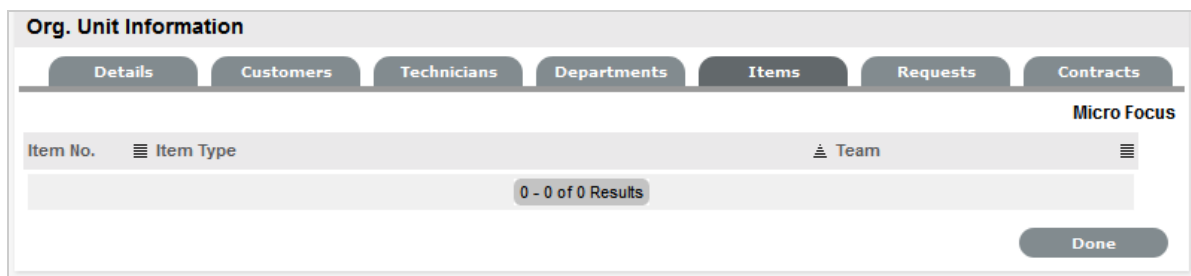 Org. Unit Information
Details Customers Technicians Departments Items Requests Contracts
Micro Focus
Item No. Item Type Team
0 - 0 of 0 Results
Done